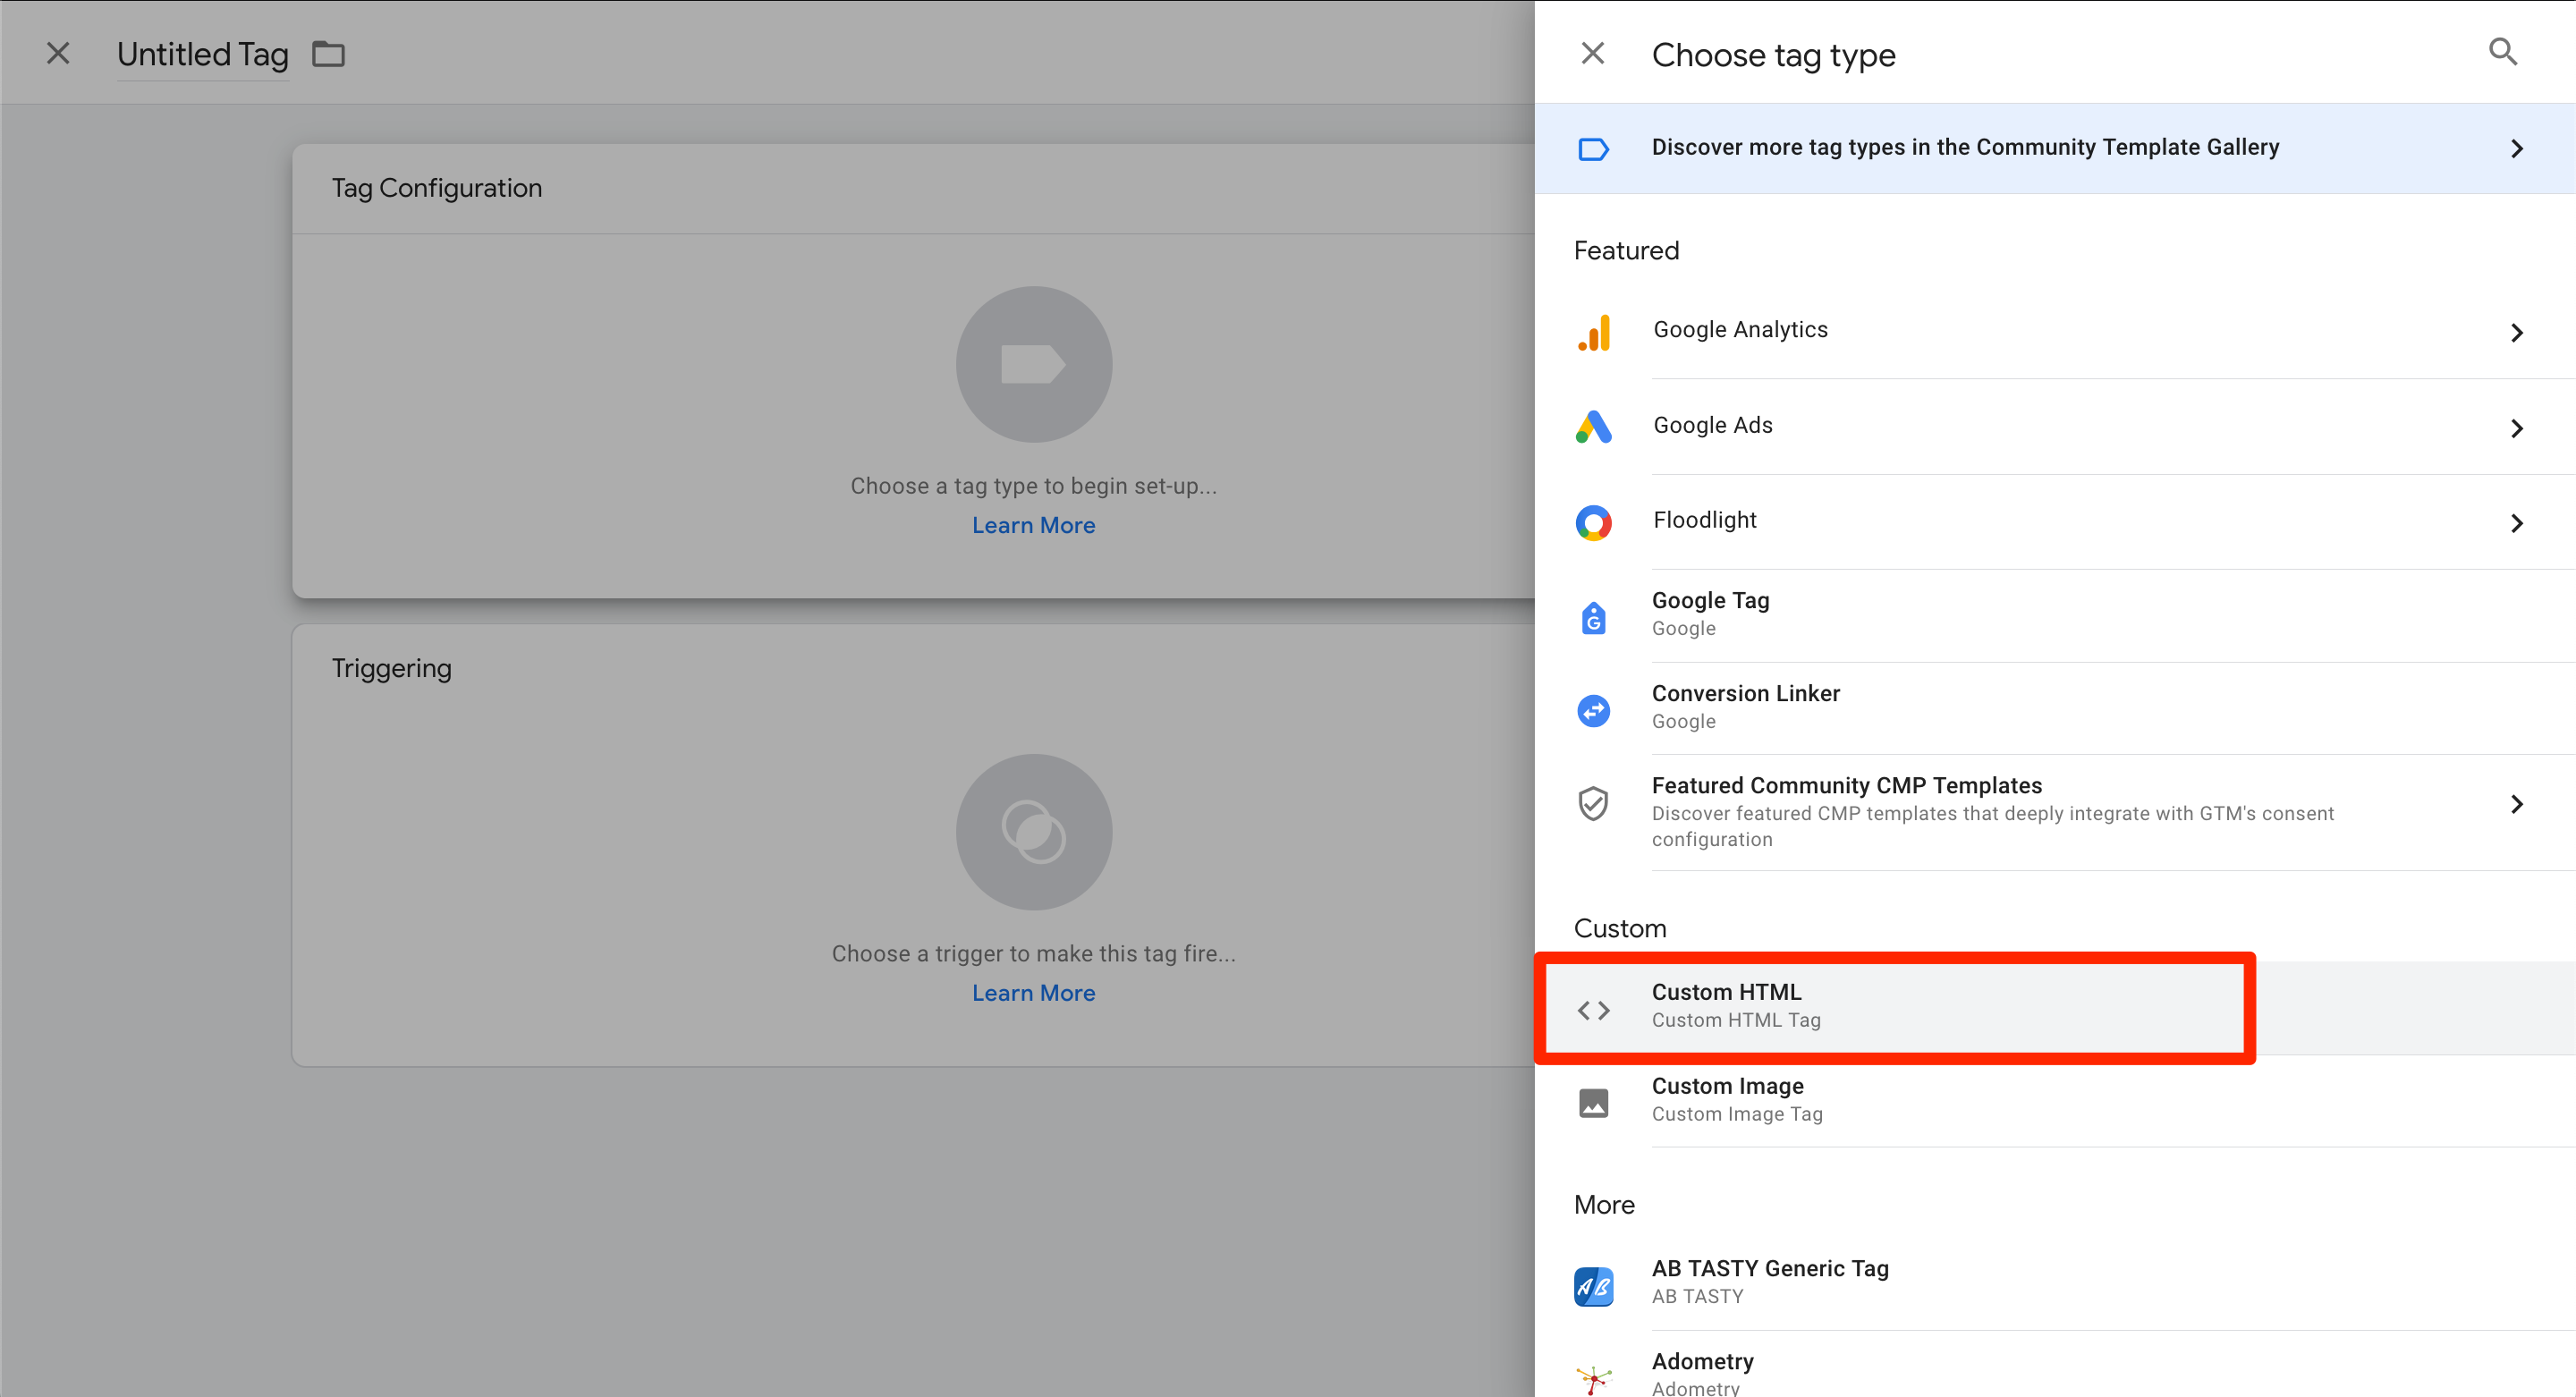 Untitled Tag
Tag Configuration
Choose a tag type to begin set-up...
Learn More
Triggering
Choose a trigger to make this tag fire...
Learn More
Choose tag type
Discover more tag types in the Community Template Gallery
Featured
Google Analytics
Google Ads
Floodlight
Google Tag
Google
Conversion Linker
Google
Featured Community CMP Templates
Discover featured CMP templates that deeply integrate with GTM's consent
configuration
Custom
Custom HTML
Custom HTML Tag
Custom Image
Custom Image Tag
More
AB TASTY Generic Tag
AB TASTY
Adometry
Adometry